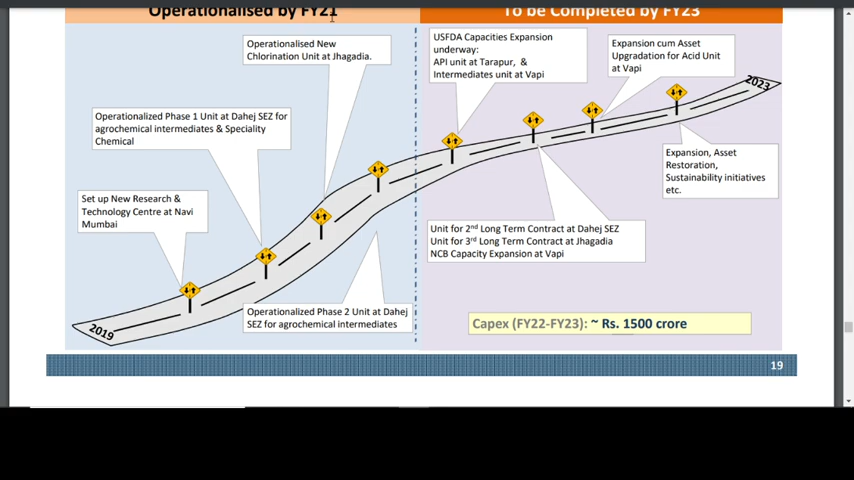 Operationalised by FY21
To be Completed by FY23
Operationalised New
Chlorination Unit at Jhagadia.
USFDA Capacities Expansion
underway:
API unit at Tarapur, &
Intermediates unit at Vapi
Expansion cum Asset
Upgradation for Acid Unit
at Vapi
2023
Operationalized Phase 1 Unit at Dahej SEZ for
agrochemical intermediates & Speciality
Chemical
Expansion, Asset
Restoration,
Sustainability initiatives
etc.
Set up New Research &
Technology Centre at Navi
Mumbai
Unit for 2nd Long Term Contract at Dahej SEZ
Unit for 3rd Long Term Contract at Jhagadia
NCB Capacity Expansion at Vapi
Operationalized Phase 2 Unit at Dahej
SEZ for agrochemical intermediates
2019
Capex (FY22-FY23): ~ Rs. 1500 crore
19